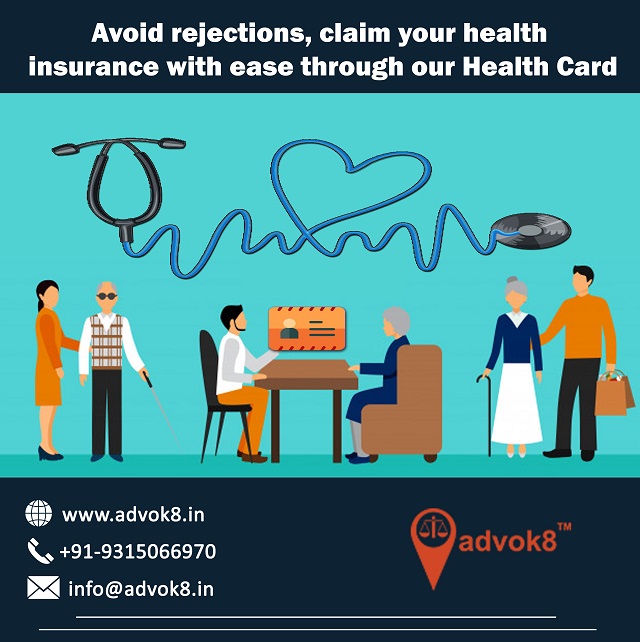 Avoid rejections, claim your health
insurance with ease through our Health Card
www.advok8.in
+91-9315066970
info@advok8.in
advok8™